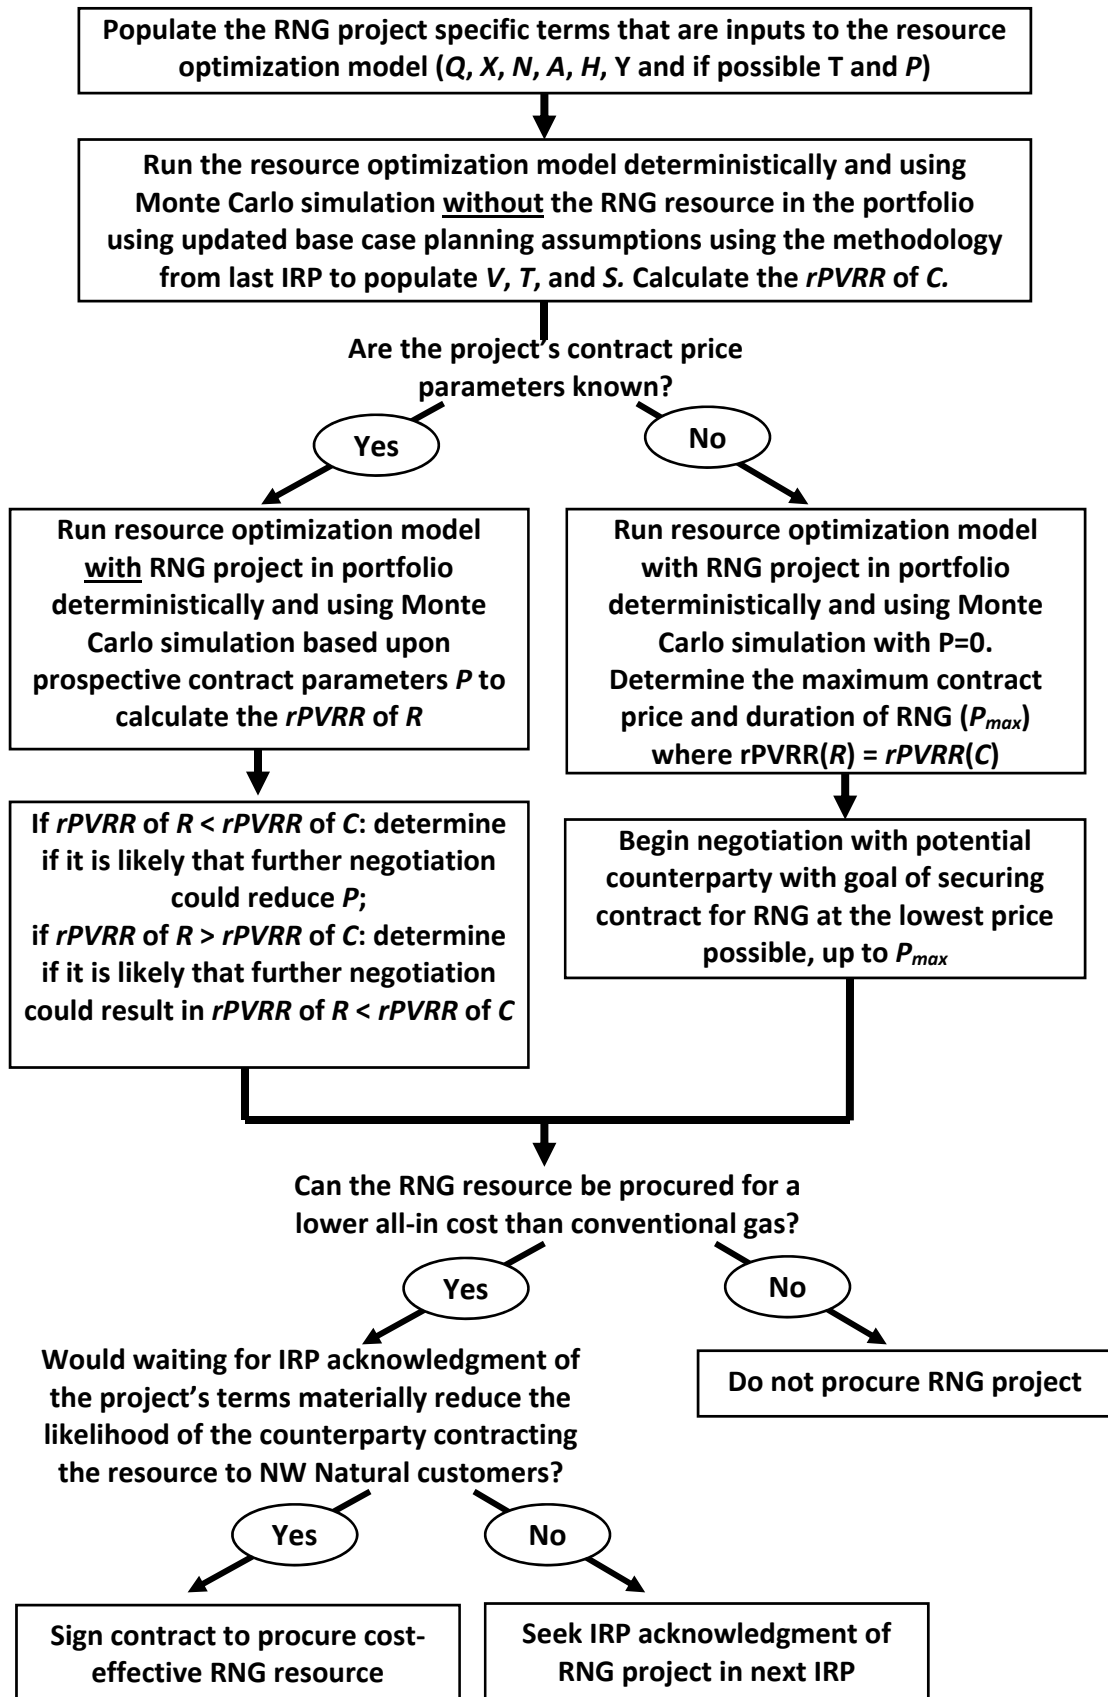 Populate the RNG project specific terms that are inputs to the resource
optimization model (Q, X, N, A, H, Y and if possible T and P)
Run the resource optimization model deterministically and using
Monte Carlo simulation without the RNG resource in the portfolio
using updated base case planning assumptions using the methodology
from last IRP to populate V, T, and S. Calculate the rPVRR of C.
Are the project's contract price
parameters known?
Yes
No
Run resource optimization model
with RNG project in portfolio
deterministically and using Monte
Carlo simulation based upon
prospective contract parameters P to
calculate the rPVRR of R
Run resource optimization model
with RNG project in portfolio
deterministically and using Monte
Carlo simulation with P=0.
Determine the maximum contract
price and duration of RNG (Pmax)
where rPVRR(R) = rPVRR(C)
If rPVRR of R < rPVRR of C: determine
if it is likely that further negotiation
could reduce P;
if rPVRR of R > rPVRR of C: determine
if it is likely that further negotiation
could result in rPVRR of R < rPVRR of C
Begin negotiation with potential
counterparty with goal of securing
contract for RNG at the lowest price
possible, up to Pmax
Can the RNG resource be procured for a
lower all-in cost than conventional gas?
Yes
No
Would waiting for IRP acknowledgment of
the project's terms materially reduce the
likelihood of the counterparty contracting
the resource to NW Natural customers?
Do not procure RNG project
Yes
No
Sign contract to procure cost-
effective RNG resource
Seek IRP acknowledgment of
RNG project in next IRP